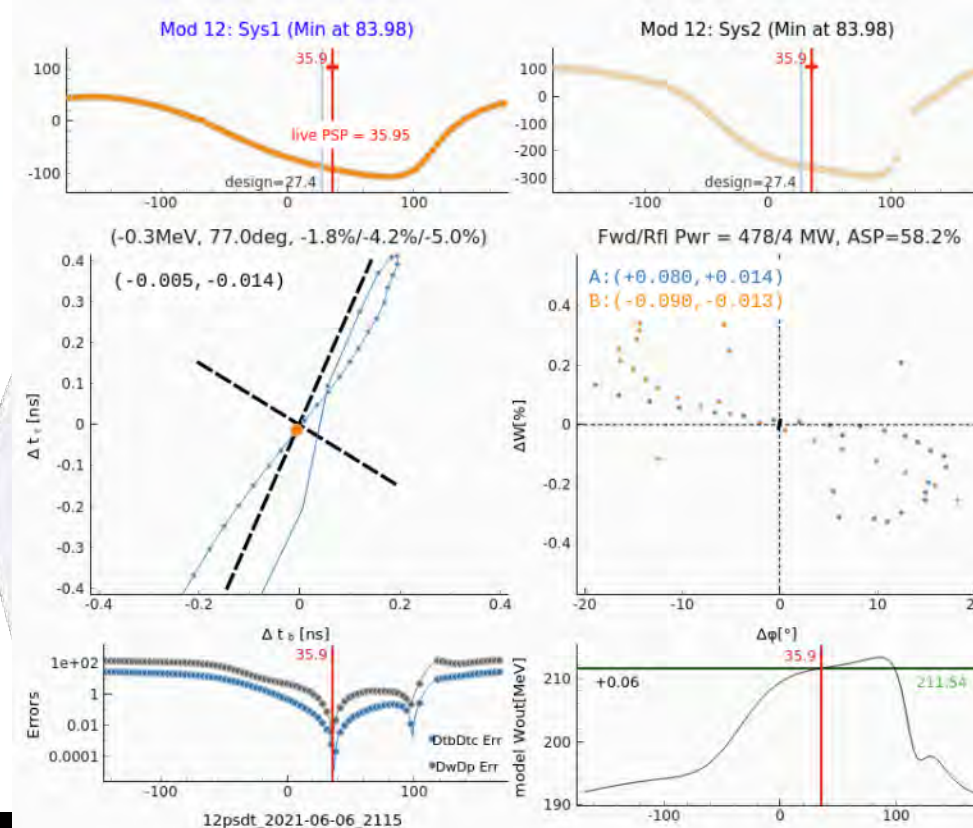 Mod 12: Sys1 (Min at 83.98)
35.9
100
0
-100
live PSP = 35.95
design=27.4
-100
0
100
Mod 12: Sys2 (Min at 83.98)
35.9
100
0
-100
-200
-300
design=27.4
-100
0
100
(-0.3MeV, 77.0deg, -1.8%/-4.2%/-5.0%)
(-0.005,-0.014)
0.4
0.3
0.2
0.1
0
-0.1
-0.2
-0.3
-0.4
Δ t c [ns]
-0.4
-0.2
0
0.2
0.4
Δ t b [ns]
Fwd/Rfl Pwr = 478/4 MW, ASP=58.2%
A:(+0.080,+0.014)
B:(-0.090,-0.013)
0.4
0.2
0
-0.2
-0.4
ΔW[%]
-20
-10
0
10
Δφ[°]
35.9
1e+02
1
0.01
0.0001
Errors
DtbDtc Err
DwDp Err
-100
0
100
12psdt_2021-06-06_2115
35.9
+0.06
211.54
210
200
190
model Wout[MeV]
-100
0
100